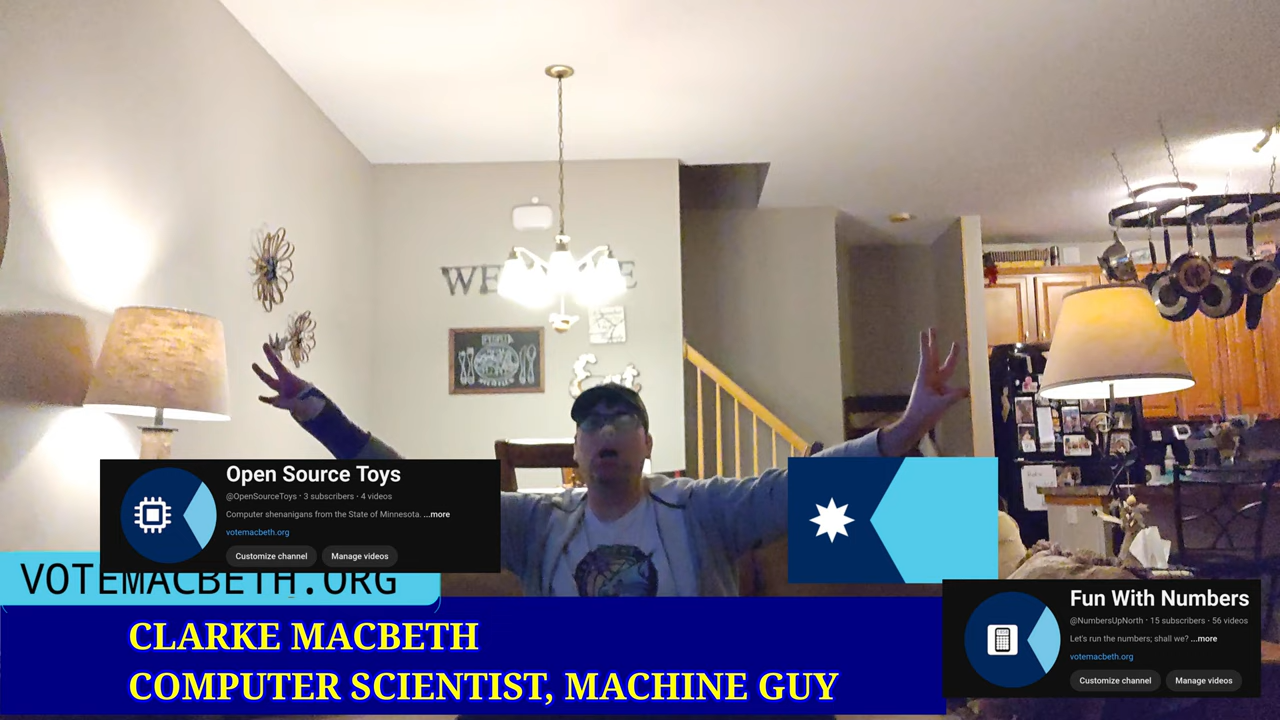 WE
E
PEOPLE
Open Source Toys
@OpenSourceToys · 3 subscribers · 4 videos
Computer shenanigans from the State of Minnesota. ...more
votemacbeth.org
Customize channel Manage videos
VOTEMACBETH.ORG
CLARKE MACBETH
COMPUTER SCIENTIST, MACHINE GUY
Fun With Numbers
@NumbersUpNorth · 15 subscribers · 56 videos
Let's run the numbers; shall we? ...more
votemacbeth.org
Customize channel Manage videos